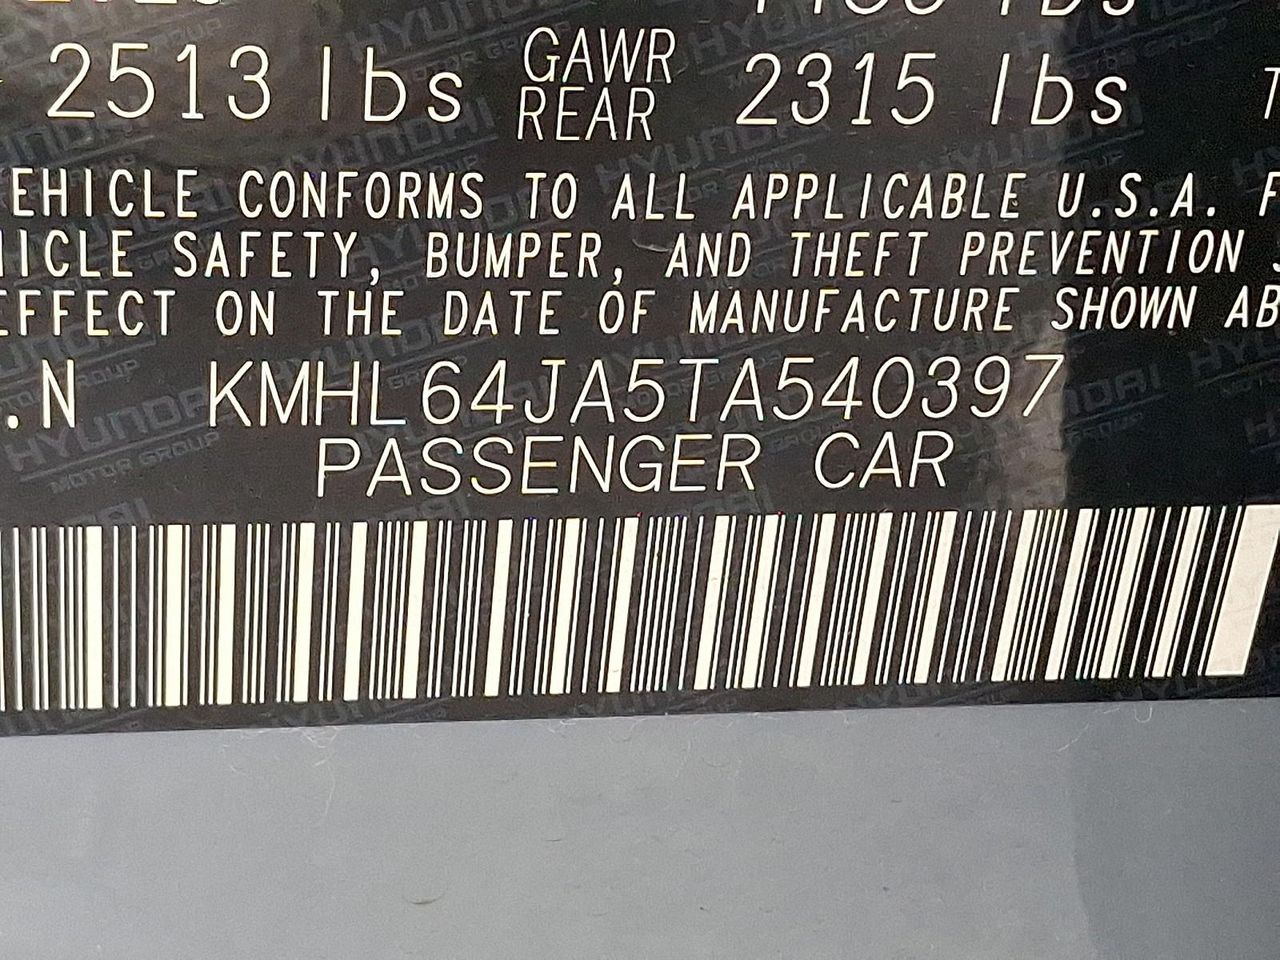 2513 lbs GAWR REAR 2315 lbs T
EHICLE CONFORMS TO ALL APPLICABLE U.S.A. F
ICLE SAFETY, BUMPER, AND THEFT PREVENTION S
EFFECT ON THE DATE OF MANUFACTURE SHOWN AB
.N KMHL64JA5TA540397
PASSENGER CAR